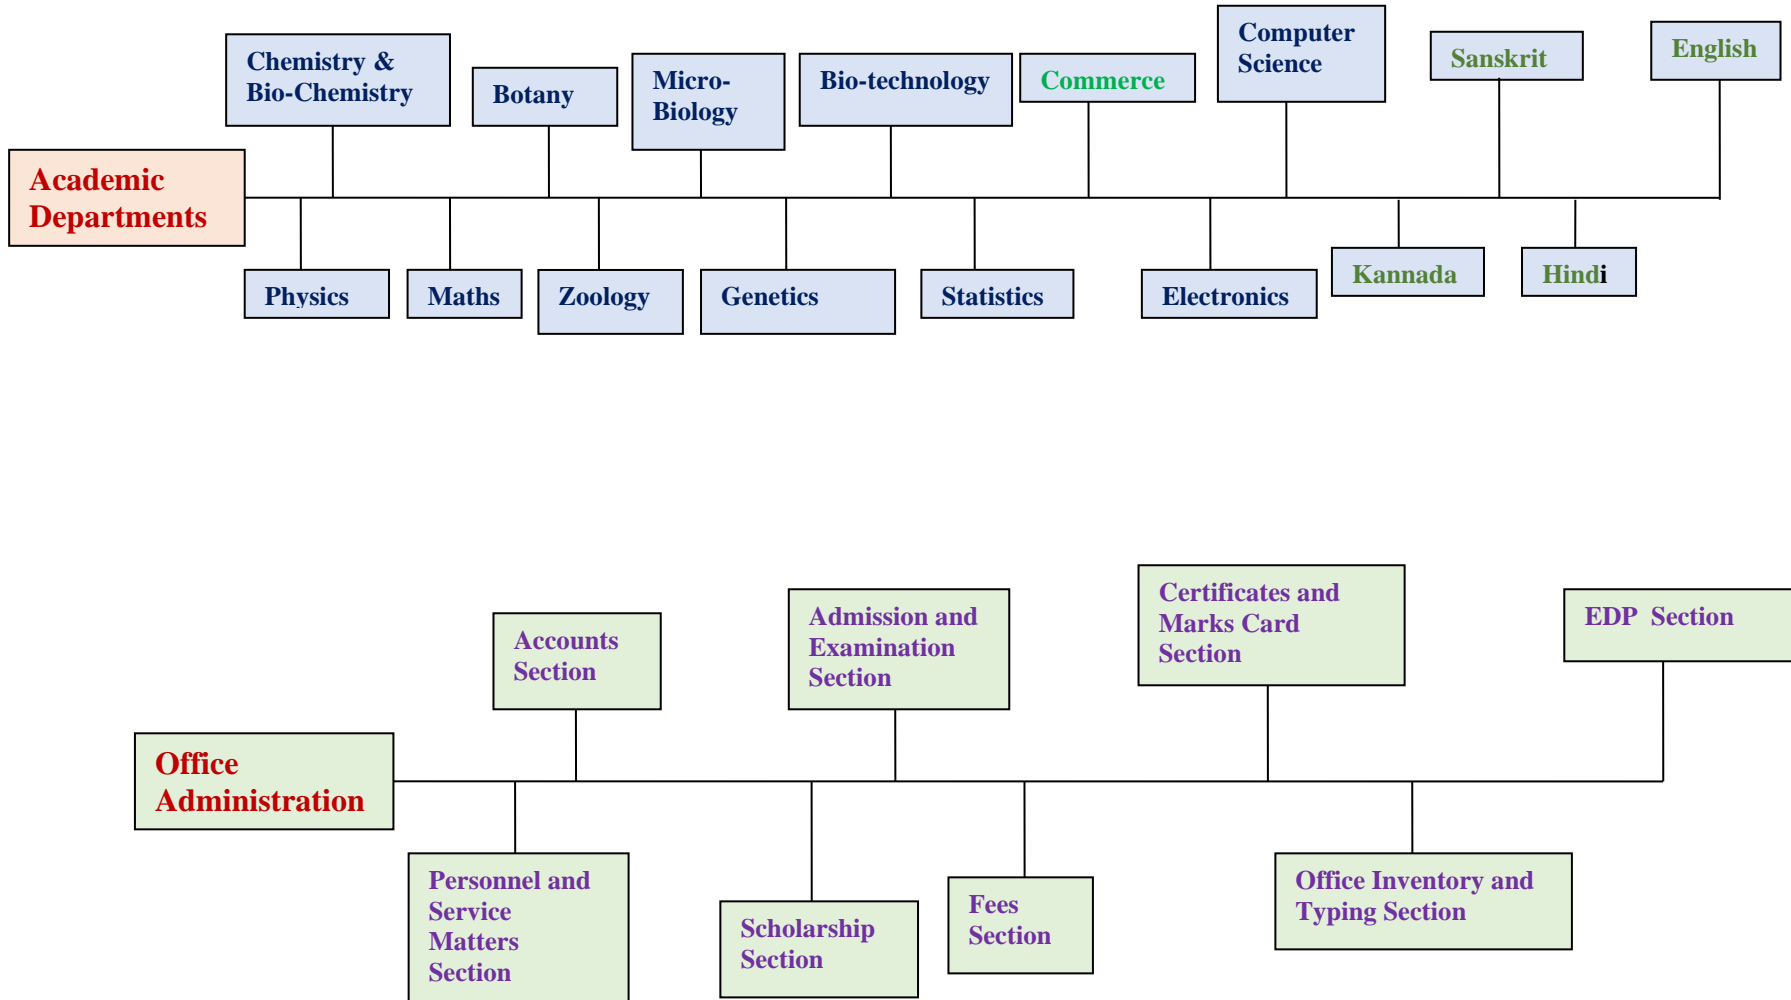 Chemistry &
Bio-Chemistry
Botany
Micro-
Biology
Bio-technology
Commerce
Computer
Science
Sanskrit
English
Academic
Departments
Physics
Maths
Zoology
Genetics
Statistics
Electronics
Kannada
Hindi
Accounts
Section
Admission and
Examination
Section
Certificates and
Marks Card
Section
EDP  Section
Office
Administration
Personnel and
Service
Matters
Section
Scholarship
Section
Fees
Section
Office Inventory and
Typing Section